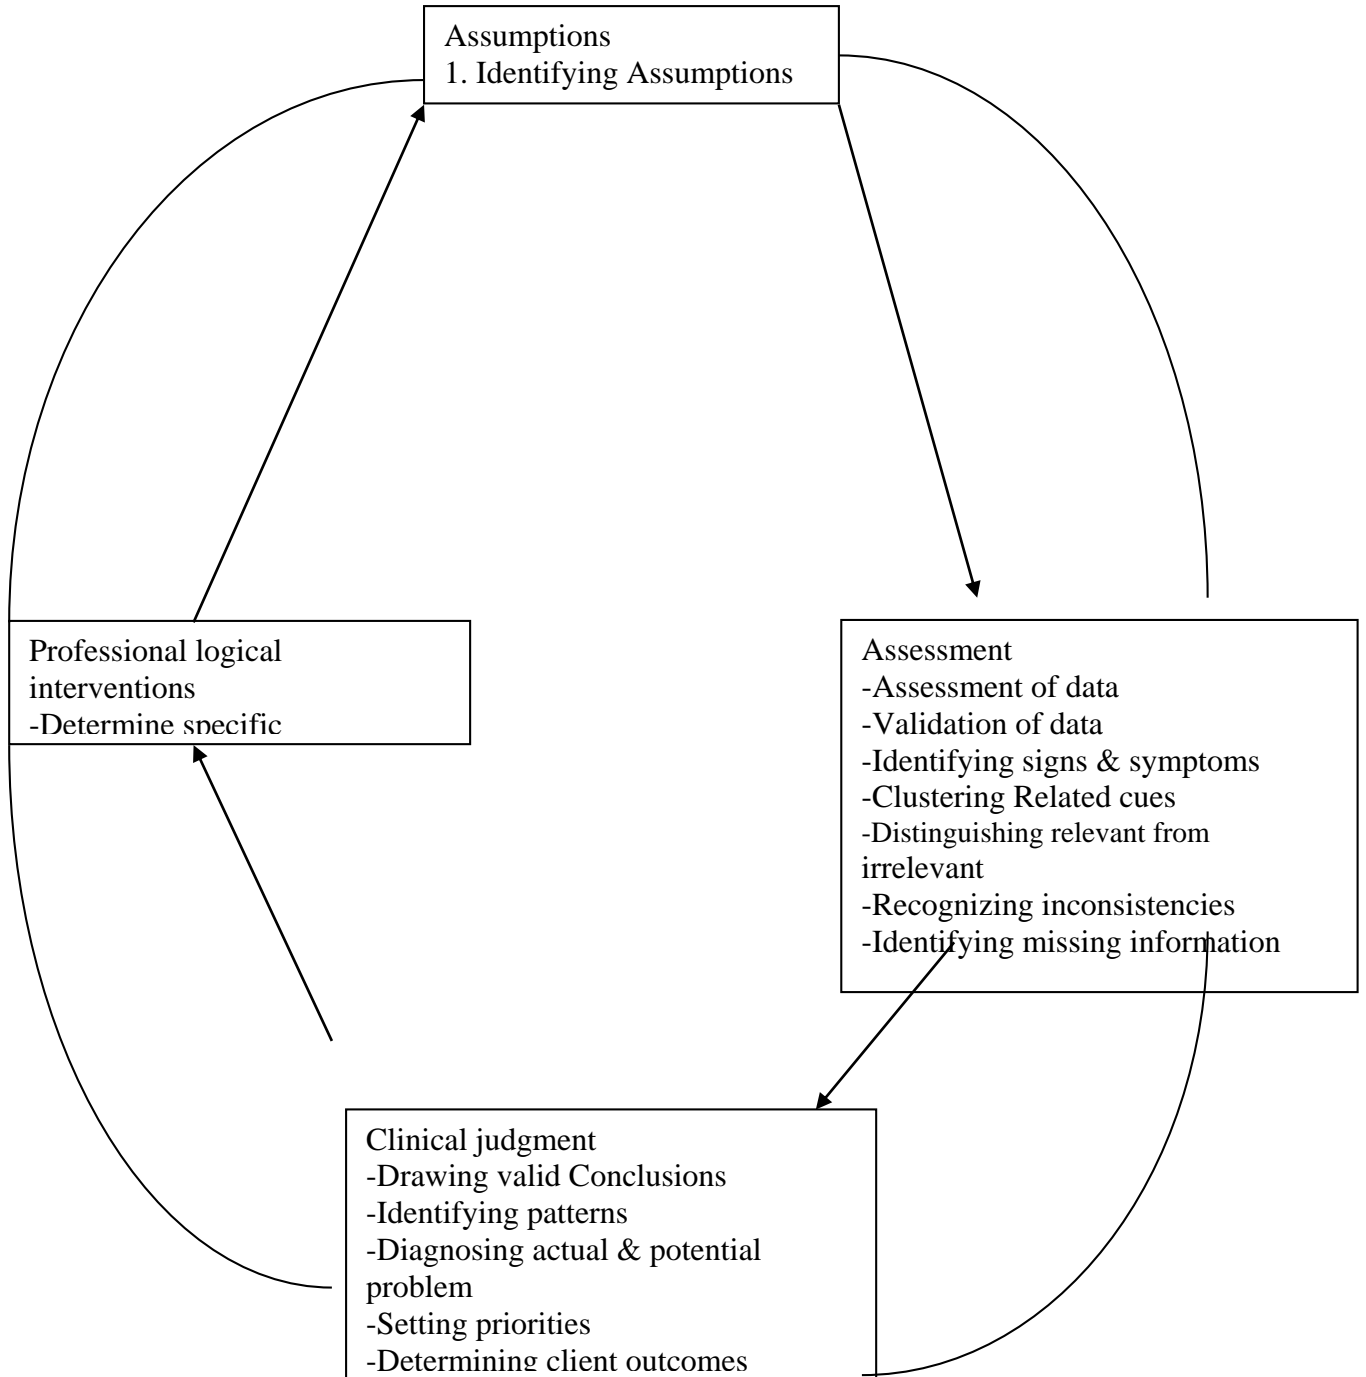 Assumptions
1. Identifying Assumptions
Professional logical
interventions
-Determine specific
Assessment
-Assessment of data
-Validation of data
-Identifying signs & symptoms
-Clustering Related cues
-Distinguishing relevant from
irrelevant
-Recognizing inconsistencies
-Identifying missing information
Clinical judgment
-Drawing valid Conclusions
-Identifying patterns
-Diagnosing actual & potential
problem
-Setting priorities
-Determining client outcomes